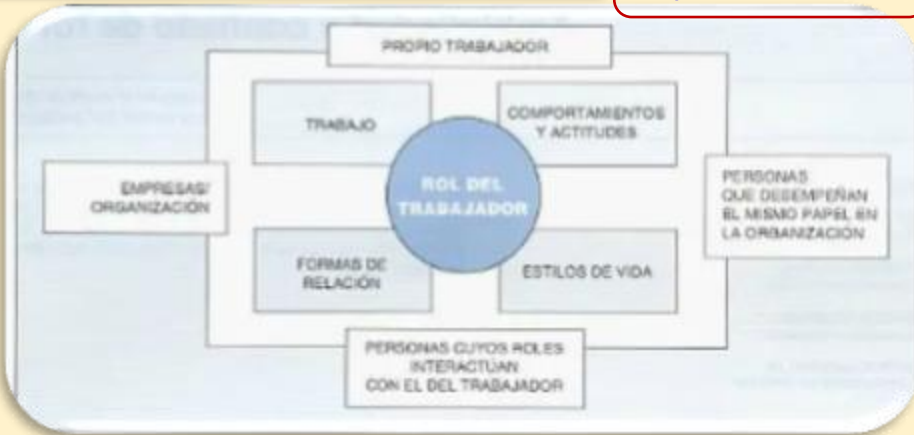 PROPIO TRABAJADOR
TRABAJO
COMPORTAMIENTOS
Y ACTITUDES
EMPRESAS/
ORGANIZACIÓN
ROL DEL
TRABAJADOR
PERSONAS
QUE DESEMPEÑAN
EL MISMO PAPEL EN
LA ORGANIZACIÓN
FORMAS DE
RELACIÓN
ESTILOS DE VIDA
PERSONAS CUYOS ROLES
INTERACTÚAN
CON EL DEL TRABAJADOR